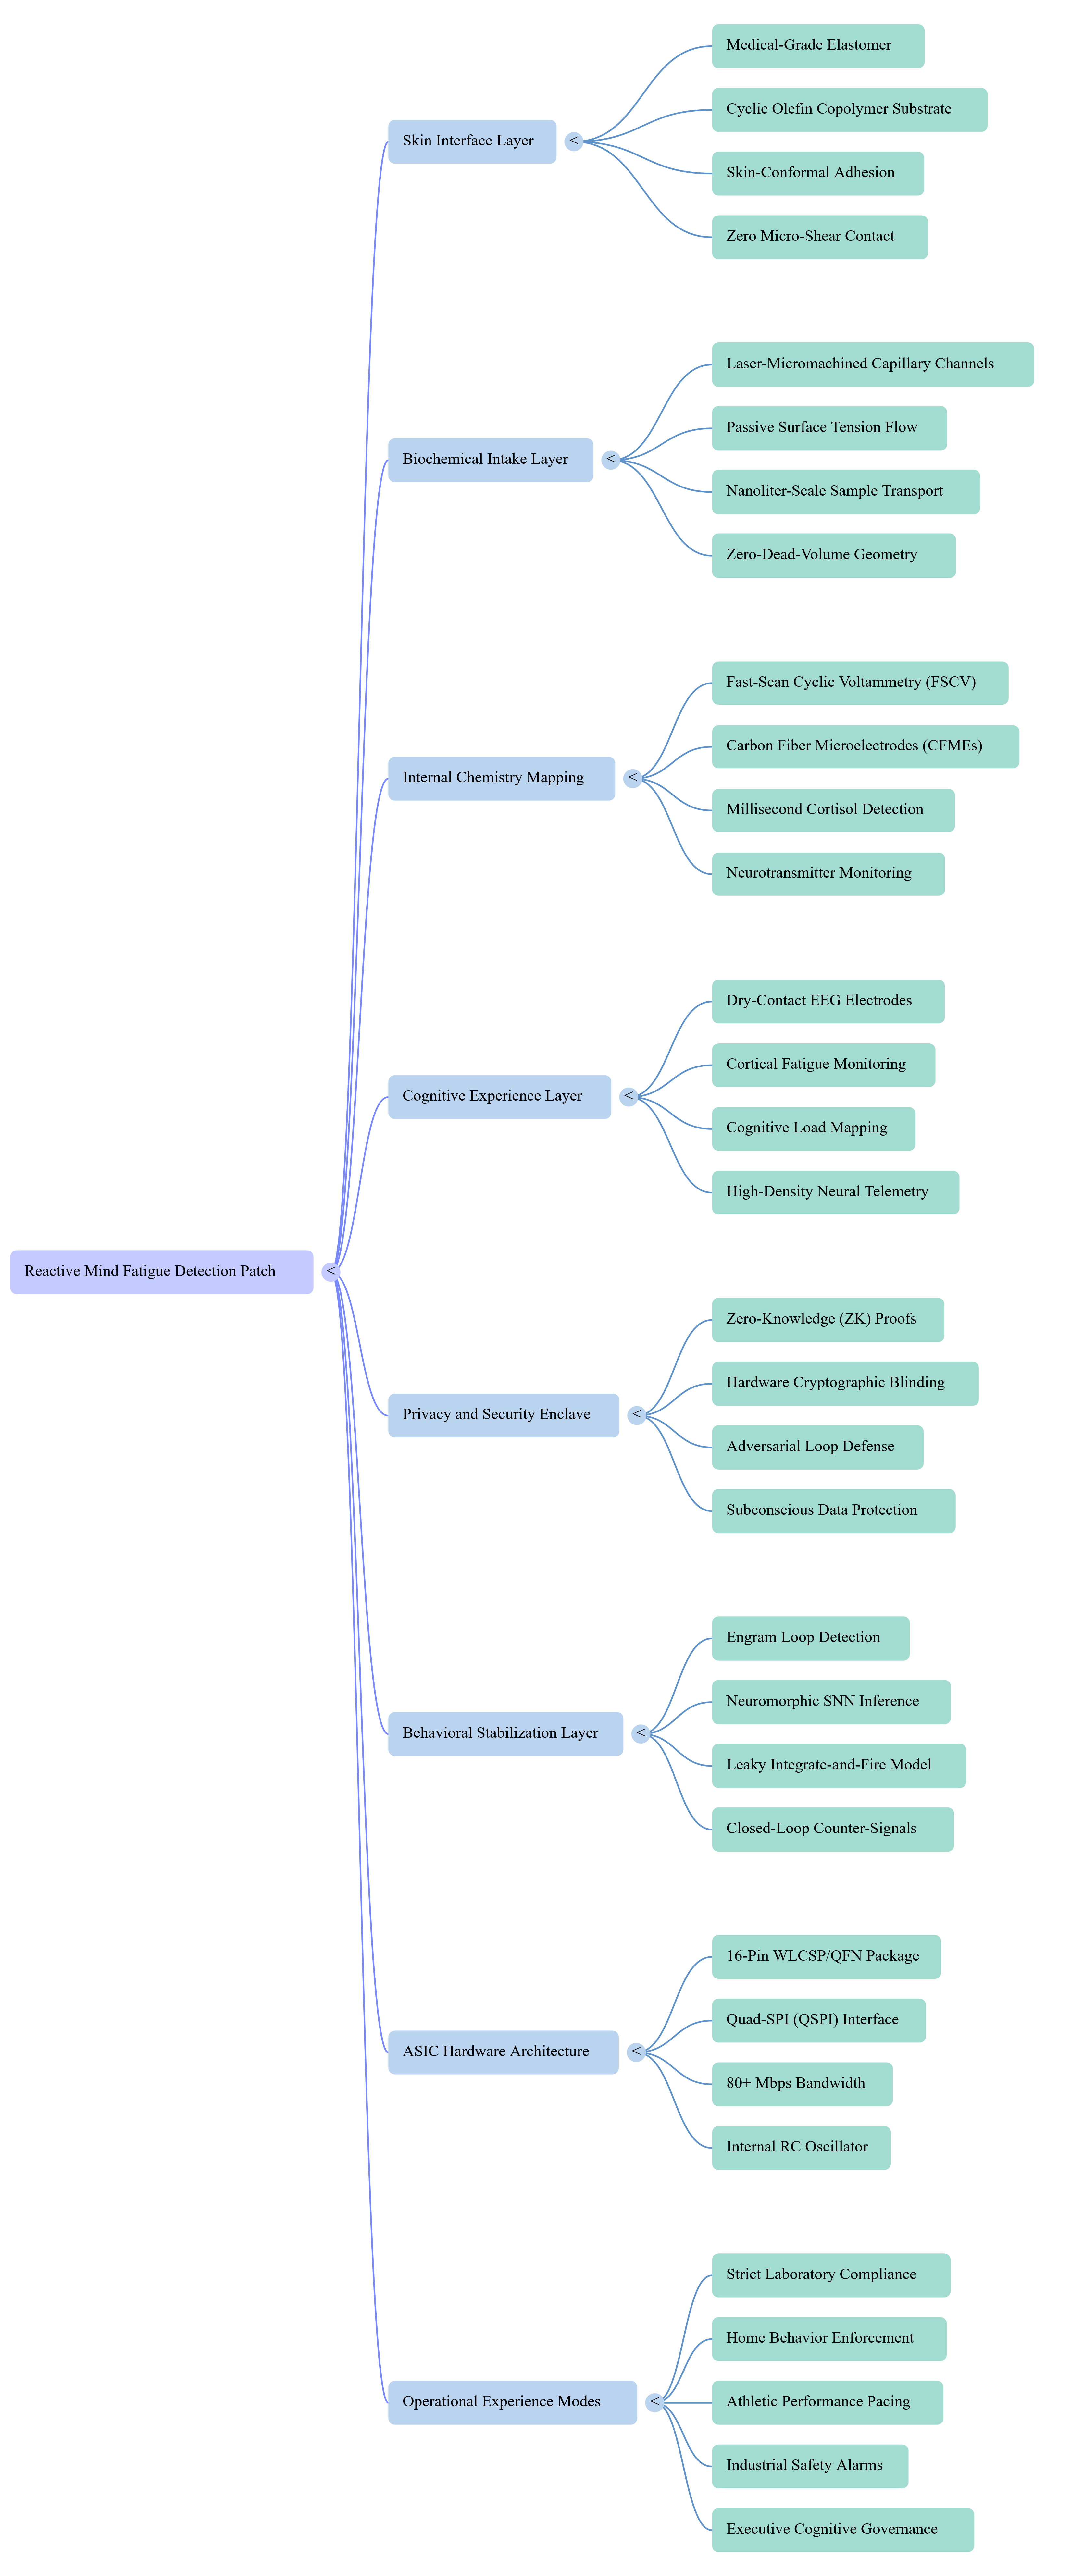 Reactive Mind Fatigue Detection Patch
<
Skin Interface Layer
<
Medical-Grade Elastomer
Cyclic Olefin Copolymer Substrate
Skin-Conformal Adhesion
Zero Micro-Shear Contact
Biochemical Intake Layer
<
Laser-Micromachined Capillary Channels
Passive Surface Tension Flow
Nanoliter-Scale Sample Transport
Zero-Dead-Volume Geometry
Internal Chemistry Mapping
<
Fast-Scan Cyclic Voltammetry (FSCV)
Carbon Fiber Microelectrodes (CFMEs)
Millisecond Cortisol Detection
Neurotransmitter Monitoring
Cognitive Experience Layer
<
Dry-Contact EEG Electrodes
Cortical Fatigue Monitoring
Cognitive Load Mapping
High-Density Neural Telemetry
Privacy and Security Enclave
<
Zero-Knowledge (ZK) Proofs
Hardware Cryptographic Blinding
Adversarial Loop Defense
Subconscious Data Protection
Behavioral Stabilization Layer
<
Engram Loop Detection
Neuromorphic SNN Inference
Leaky Integrate-and-Fire Model
Closed-Loop Counter-Signals
ASIC Hardware Architecture
<
16-Pin WLCSP/QFN Package
Quad-SPI (QSPI) Interface
80+ Mbps Bandwidth
Internal RC Oscillator
Operational Experience Modes
<
Strict Laboratory Compliance
Home Behavior Enforcement
Athletic Performance Pacing
Industrial Safety Alarms
Executive Cognitive Governance